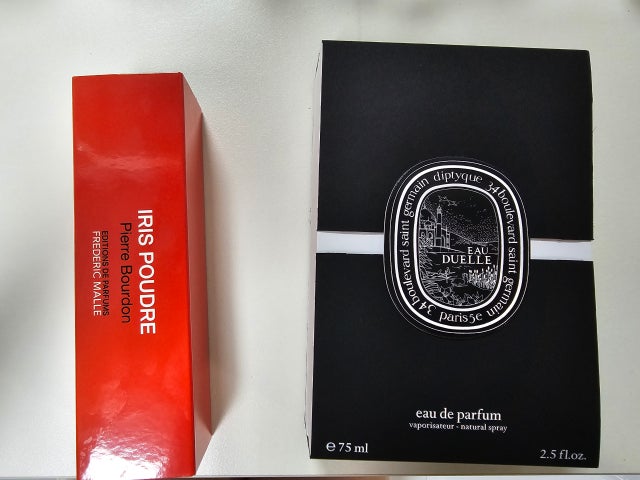 IRIS POUDRE
Pierre Bourdon
EDITIONS DE PARFUMS
FREDERIC MALLE
diptyque 34 boulevard saint germain paris5e 34 boulevard saint germain
EAU
DUELLE
eau de parfum
vaporisateur - natural spray
e 75 ml
2.5 fl.oz.